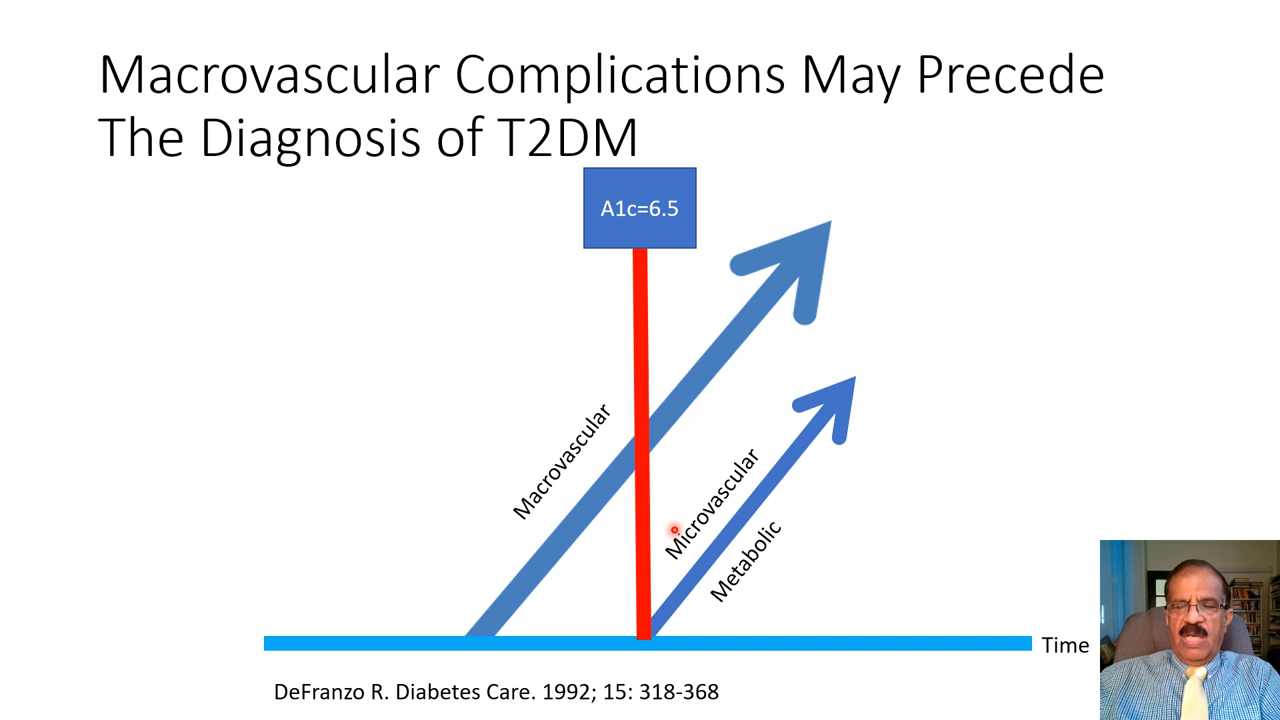 Macrovascular Complications May Precede
The Diagnosis of T2DM
A1c=6.5
Macrovascular
Microvascular
Metabolic
Time
DeFranzo R. Diabetes Care. 1992; 15: 318-368